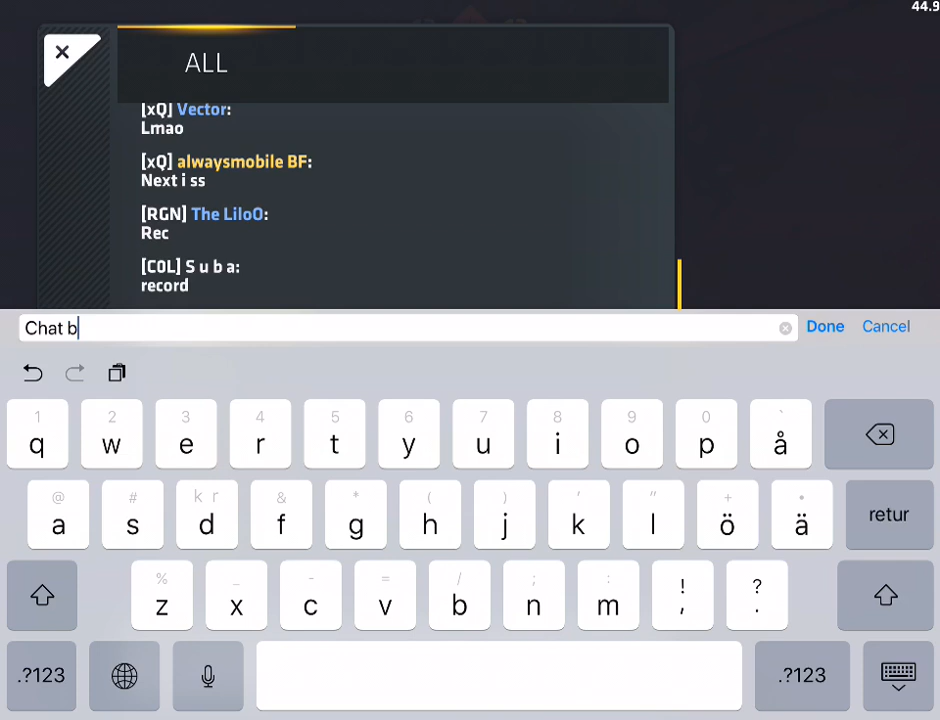 44.9
ALL
[xQ] Vector:
Lmao
[xQ] alwaysmobile BF:
Next i ss
[RGN] The LiloO:
Rec
[C0L] S u b a:
record
Chat b
Done Cancel
1 2 3 4 5 6 7 8 9 0 `
q w e r t y u i o p å
@ # k r & * ( ) ' " + •
a s d f g h j k l ö ä retur
% _ - = / ; : ! ?
z x c v b n m , .
.?123 .?123